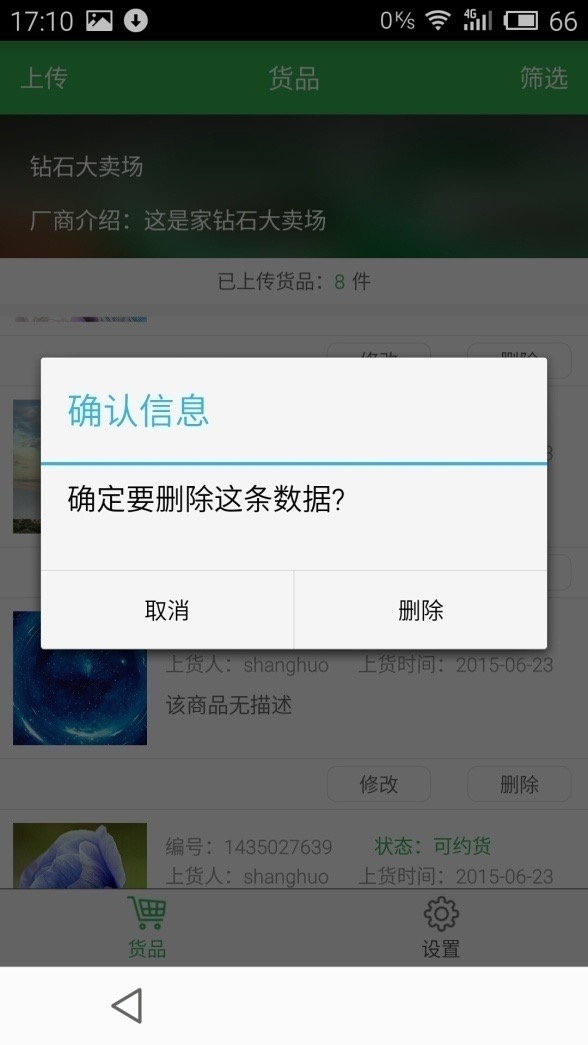 17:10 0K/s 4G 66
上传 货品 筛选
钻石大卖场
厂商介绍：这是家钻石大卖场
已上传货品：8 件
修改 删除
确认信息
确定要删除这条数据?
取消 删除
上货人：shanghuo 上货时间：2015-06-23
该商品无描述
修改 删除
编号：1435027639 状态：可约货
上货人：shanghuo 上货时间：2015-06-23
货品 设置